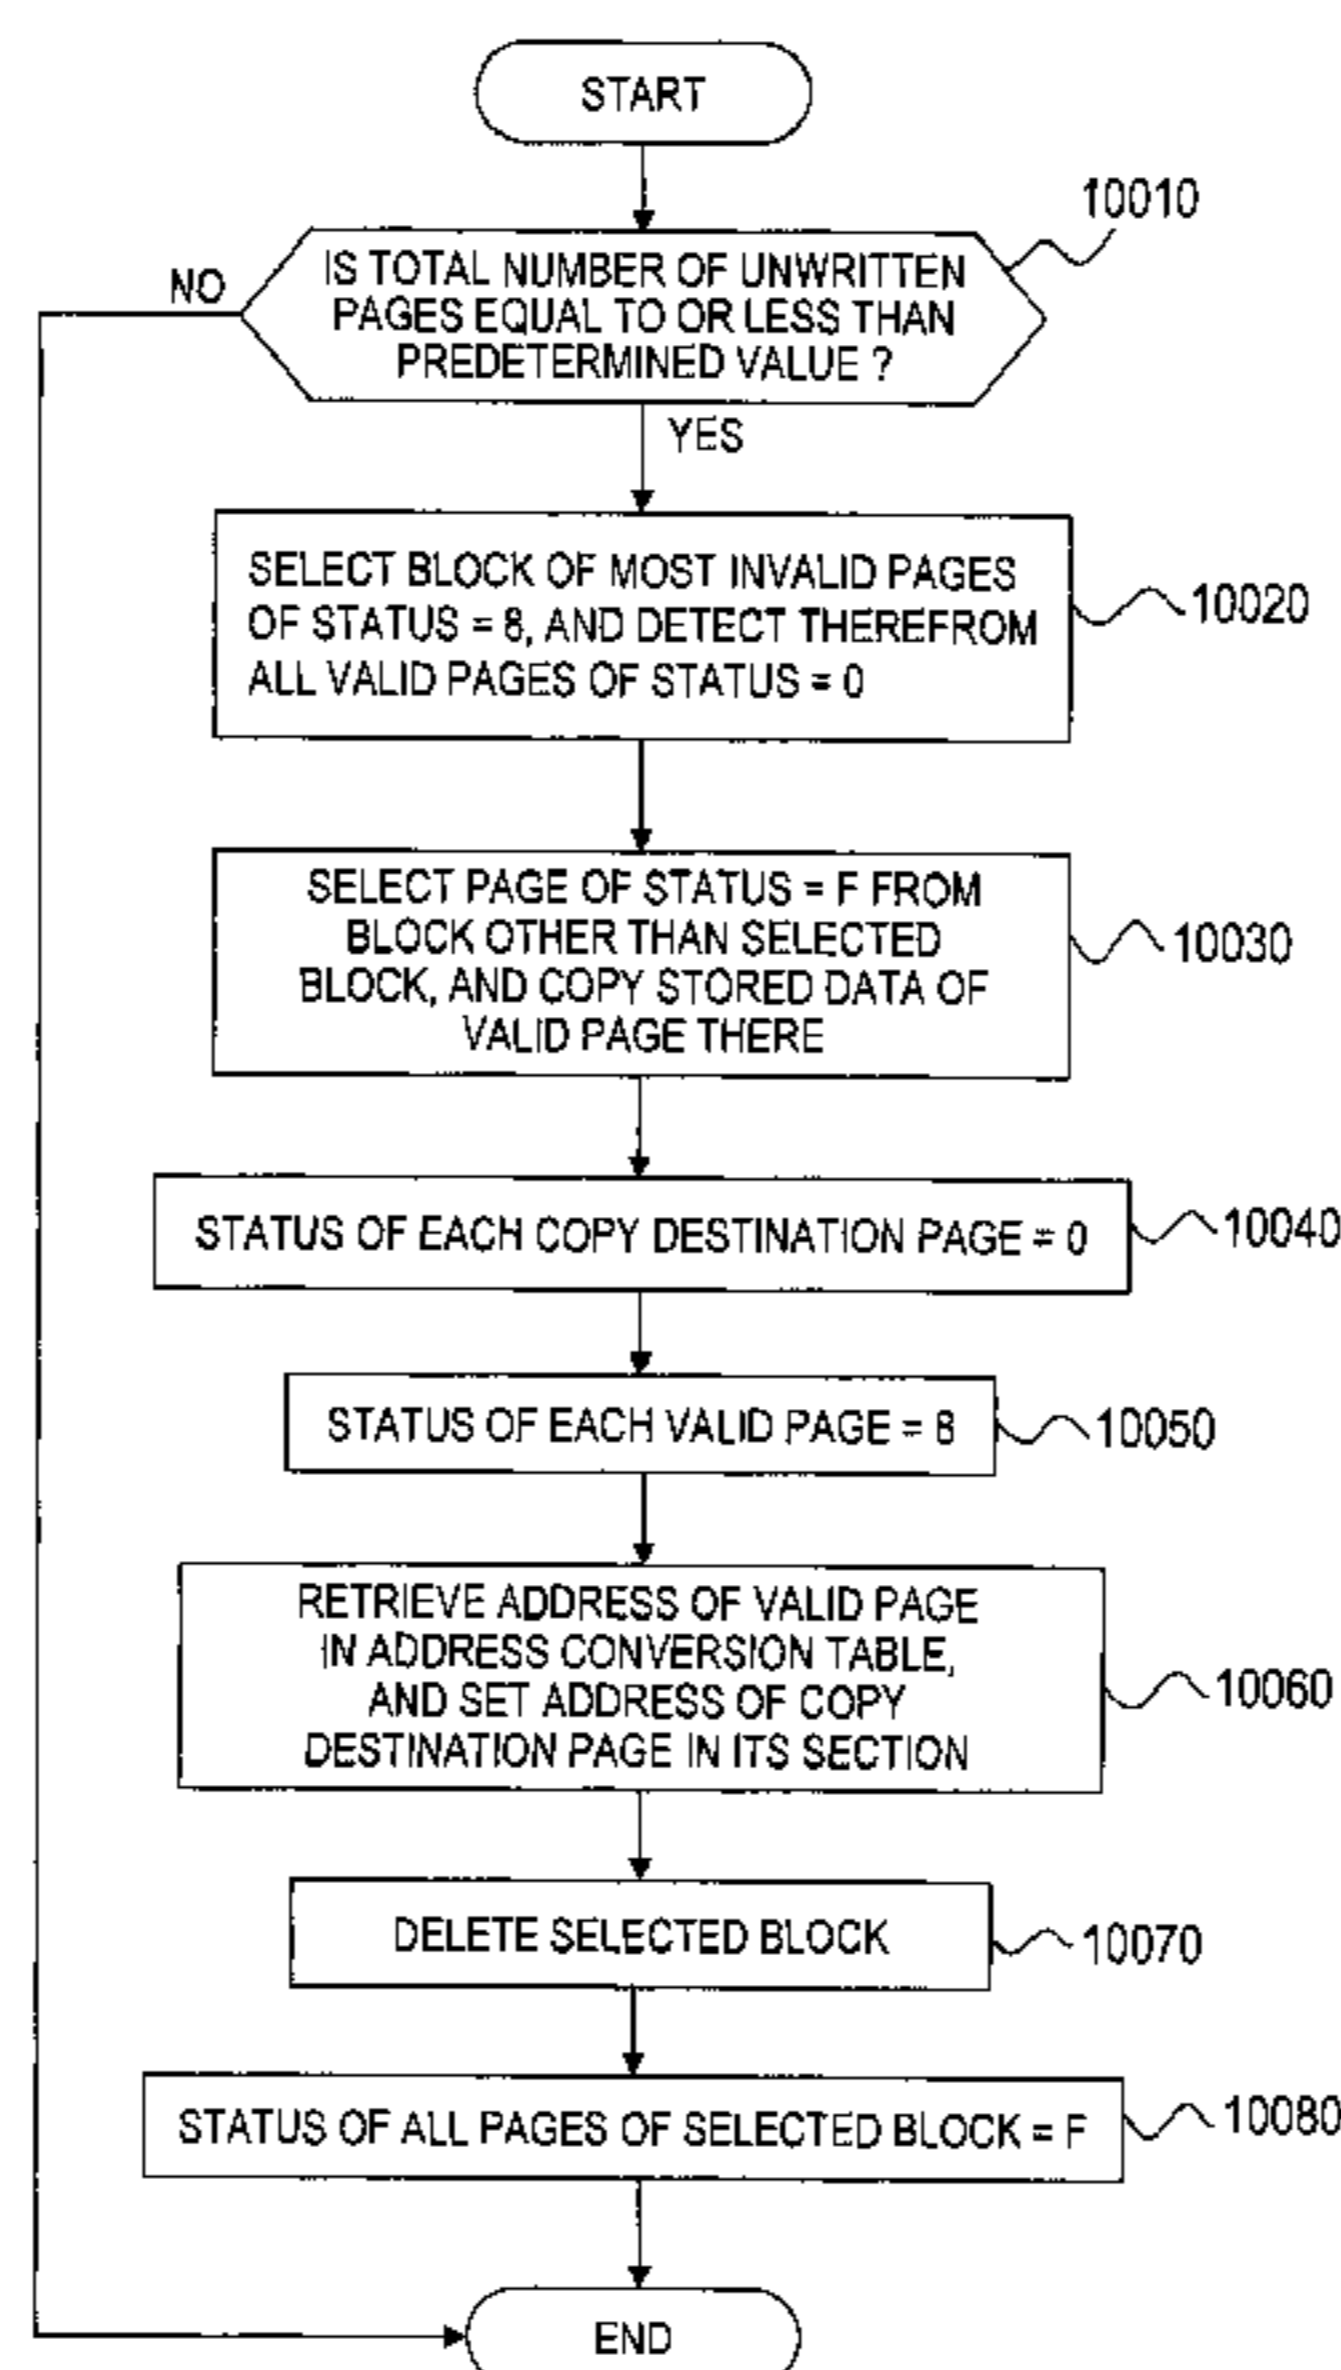 START
10010
NO
IS TOTAL NUMBER OF UNWRITTEN
PAGES EQUAL TO OR LESS THAN
PREDETERMINED VALUE ?
YES
SELECT BLOCK OF MOST INVALID PAGES
OF STATUS = 8, AND DETECT THEREFROM
ALL VALID PAGES OF STATUS = 0
10020
SELECT PAGE OF STATUS = F FROM
BLOCK OTHER THAN SELECTED
BLOCK, AND COPY STORED DATA OF
VALID PAGE THERE
10030
STATUS OF EACH COPY DESTINATION PAGE = 0
10040
STATUS OF EACH VALID PAGE = 8
10050
RETRIEVE ADDRESS OF VALID PAGE
IN ADDRESS CONVERSION TABLE,
AND SET ADDRESS OF COPY
DESTINATION PAGE IN ITS SECTION
10060
DELETE SELECTED BLOCK
10070
STATUS OF ALL PAGES OF SELECTED BLOCK = F
10080
END